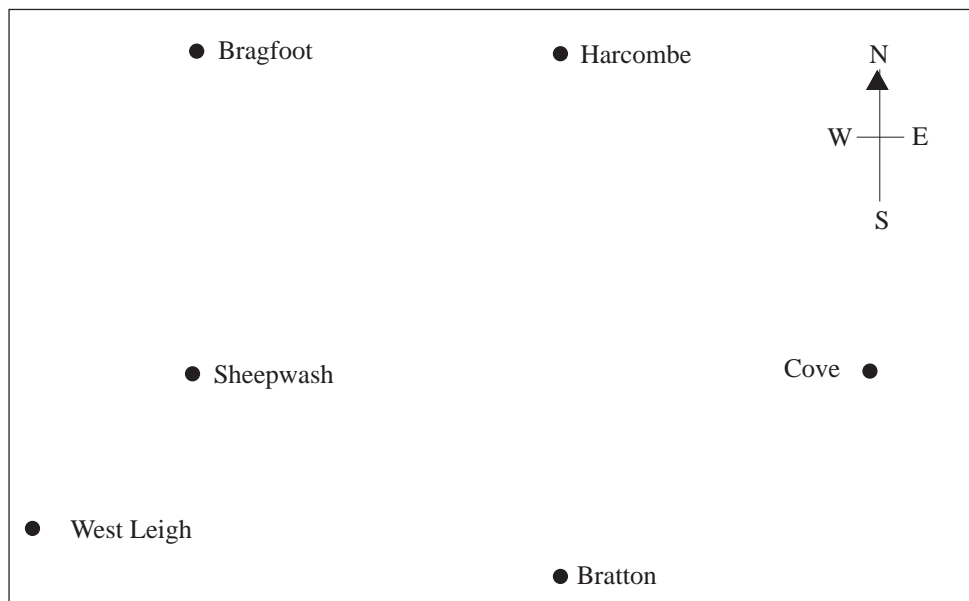 Bragfoot
Harcombe
N
W
E
S
Sheepwash
Cove
West Leigh
Bratton